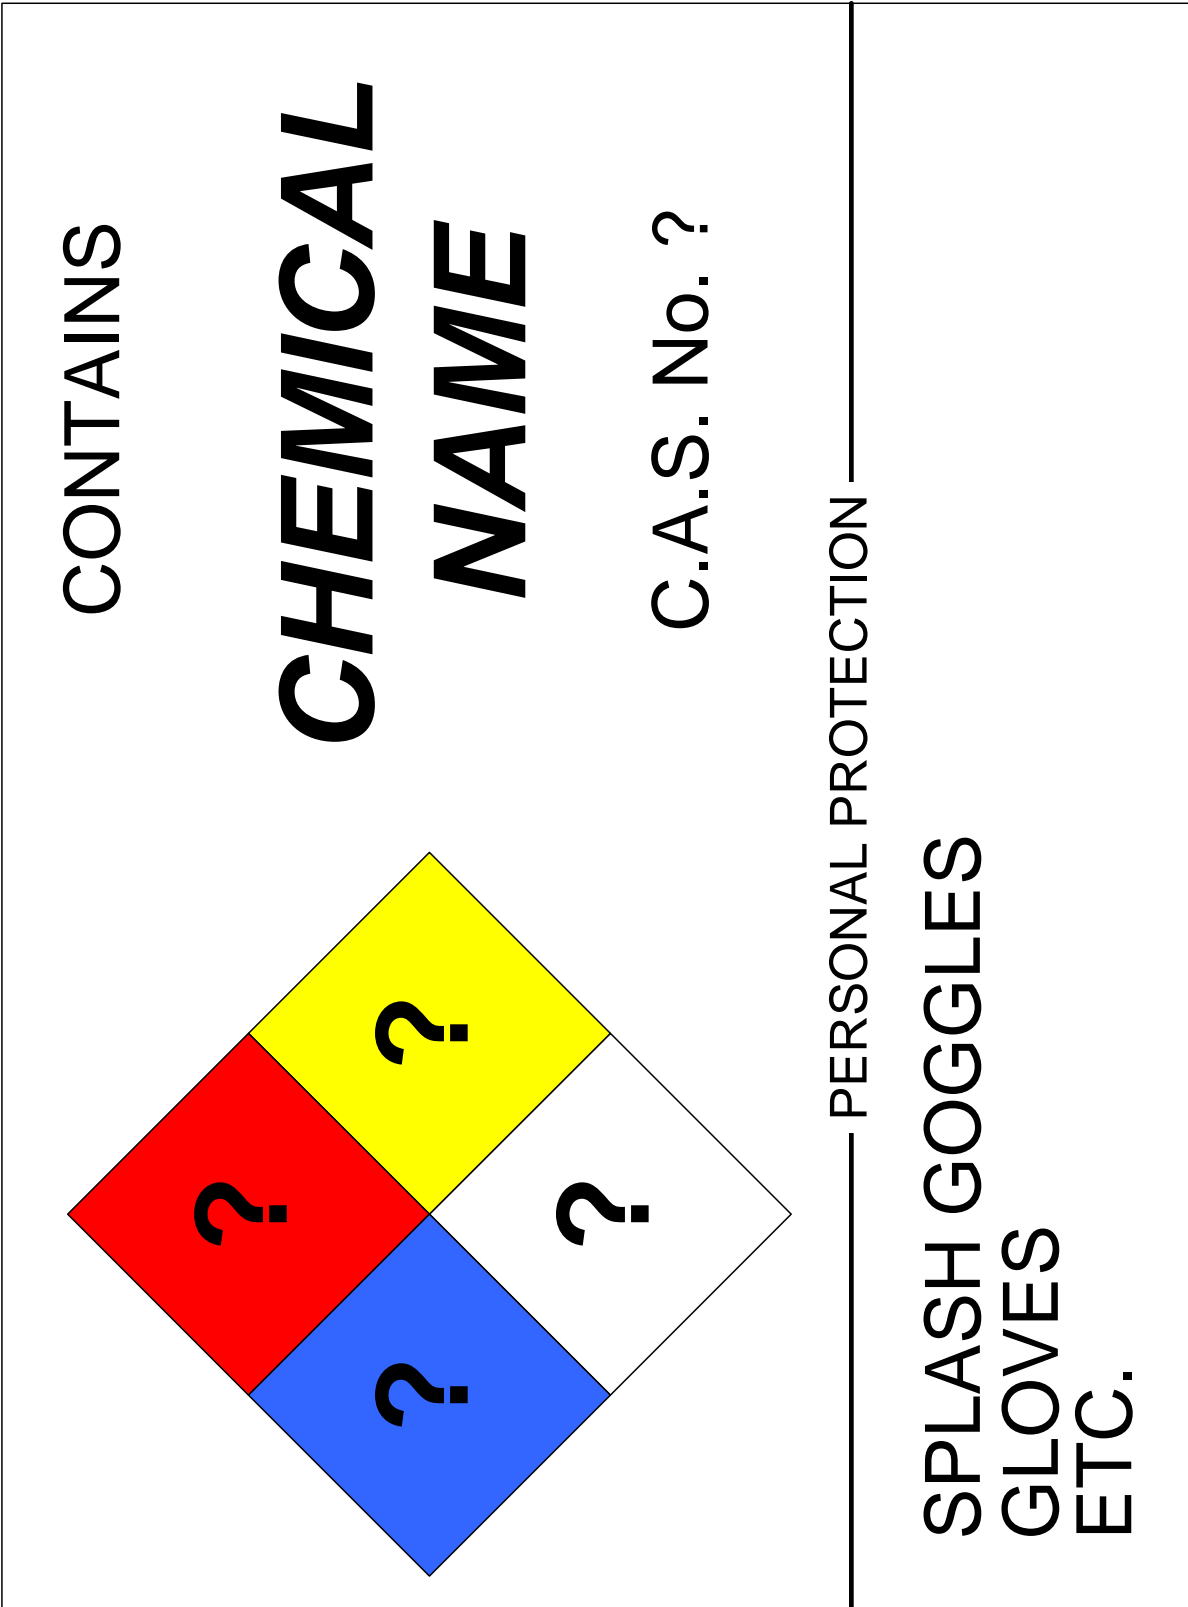 CONTAINS
CHEMICAL
NAME
C.A.S. No. ?
?
?
?
?
PERSONAL PROTECTION
SPLASH GOGGLES
GLOVES
ETC.